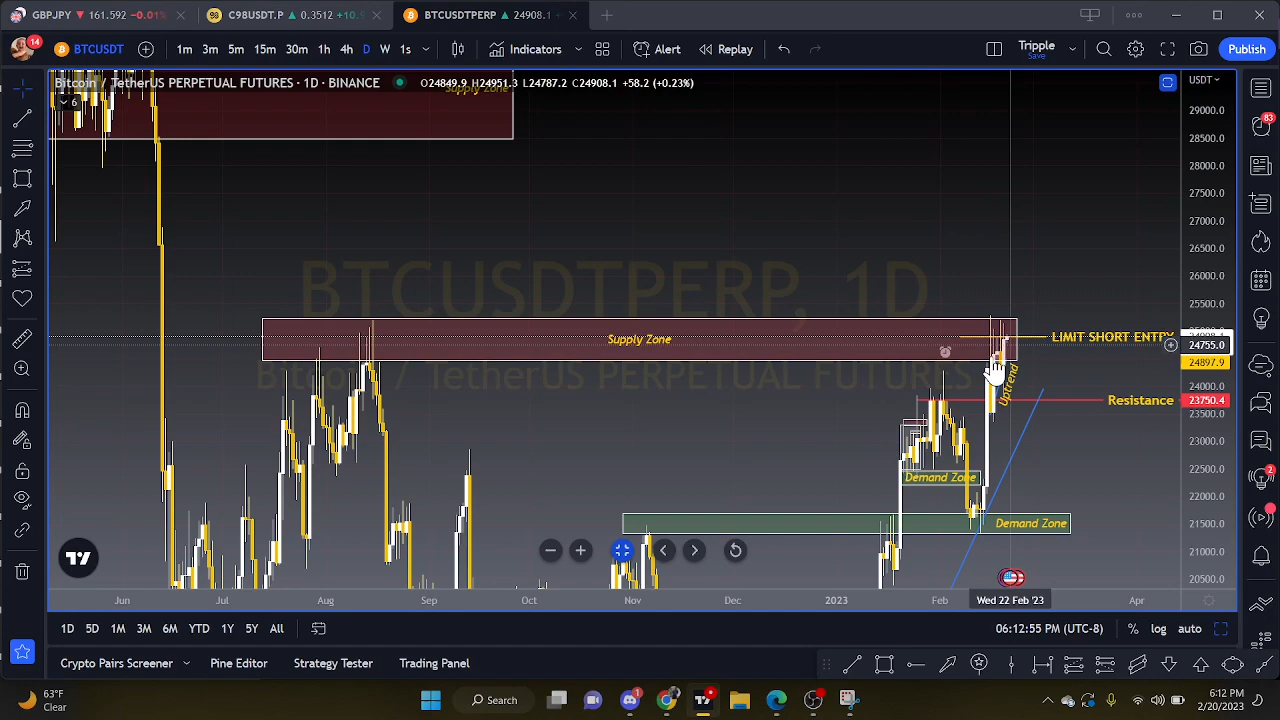 GBPJPY ▼ 161.592 −0.01%
C98USDT.P ▲ 0.3512 +10.9
BTCUSDTPERP ▲ 24908.1
14
BTCUSDT
1m 3m 5m 15m 30m 1h 4h D W 1s
Indicators
Alert
Replay
Tripple
Save
Publish
Bitcoin / TetherUS PERPETUAL FUTURES · 1D · BINANCE
O24849.9 H24951.3 L24787.2 C24908.1 +58.2 (+0.23%)
Supply Zone
6
USDT
29000.0
28500.0
28000.0
27500.0
27000.0
26500.0
26000.0
25500.0
24755.0
24897.9
24000.0
23750.4
23500.0
23000.0
22500.0
22000.0
21500.0
21000.0
20500.0
BTCUSDTPERP, 1D
Bitcoin / TetherUS PERPETUAL FUTURES
Supply Zone
LIMIT SHORT ENTRY
Uptrend
Resistance
Demand Zone
Demand Zone
83
2
Jun Jul Aug Sep Oct Nov Dec 2023 Feb Wed 22 Feb '23 Apr
1D 5D 1M 3M 6M YTD 1Y 5Y All
06:12:55 PM (UTC-8)
% log auto
Crypto Pairs Screener
Pine Editor
Strategy Tester
Trading Panel
63°F
Clear
Search
1
6:12 PM
2/20/2023